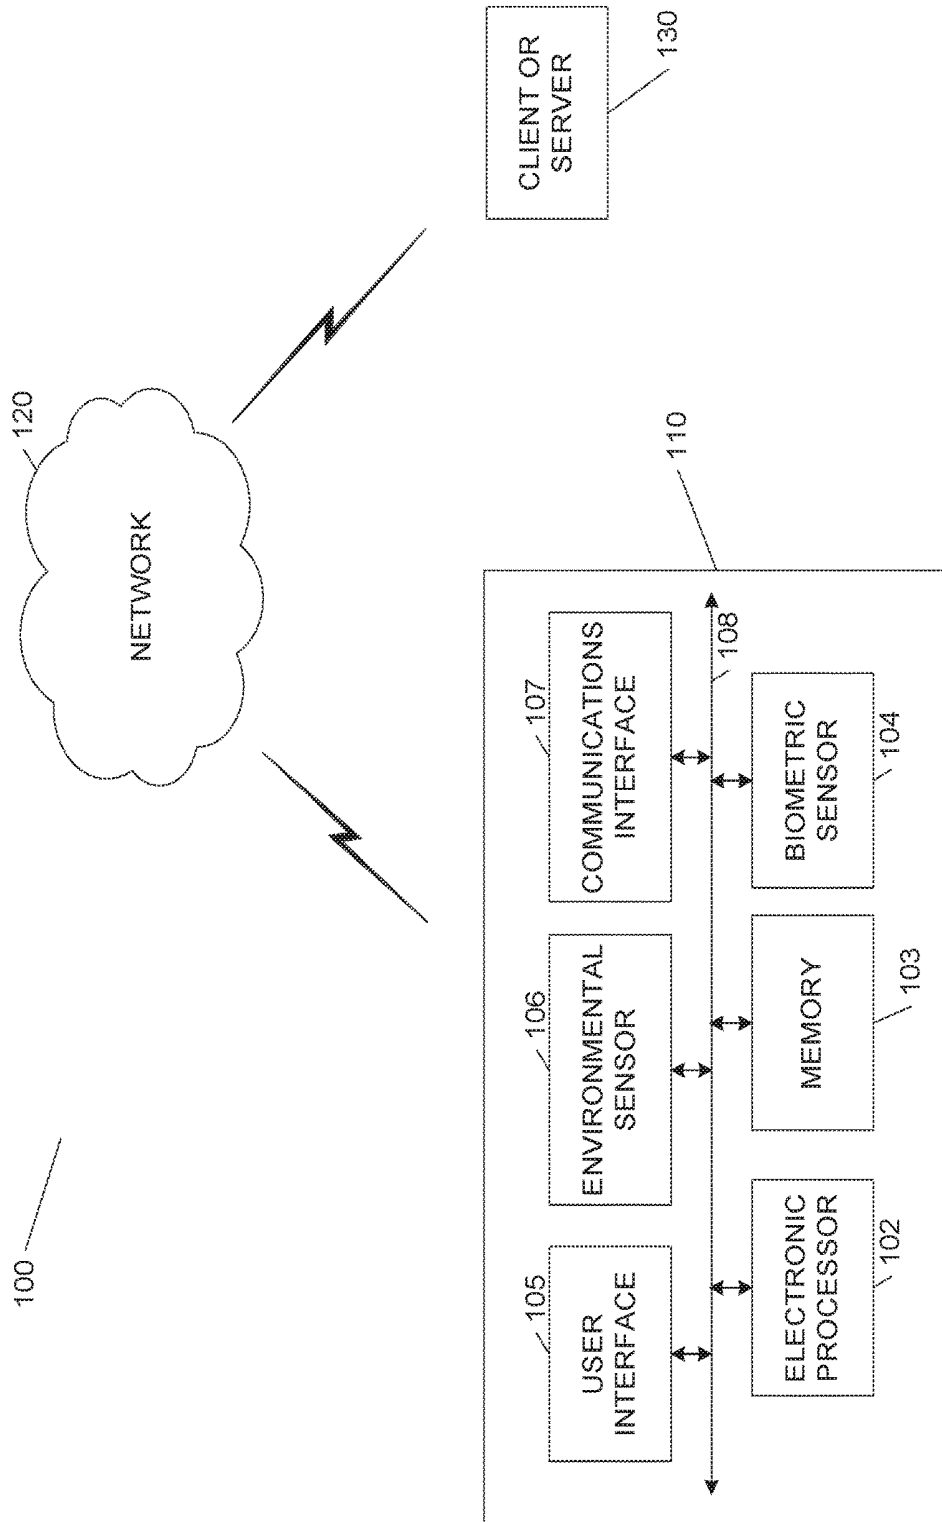 100
120
NETWORK
CLIENT OR
SERVER
130
110
105
USER
INTERFACE
106
ENVIRONMENTAL
SENSOR
107
COMMUNICATIONS
INTERFACE
108
ELECTRONIC
PROCESSOR
102
MEMORY
103
BIOMETRIC
SENSOR
104